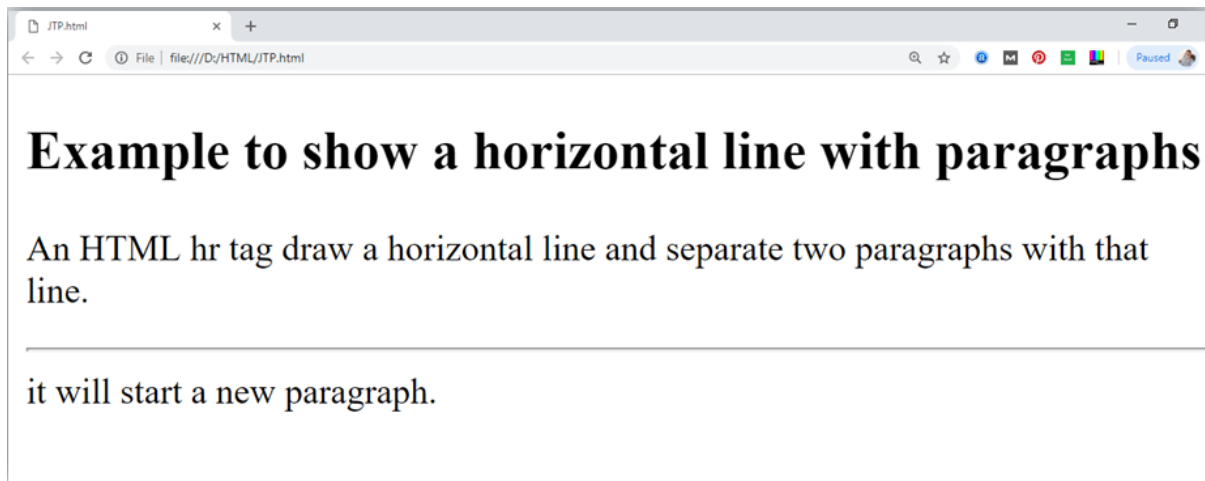 JTP.html
File file:///D:/HTML/JTP.html
Paused
Example to show a horizontal line with paragraphs
An HTML hr tag draw a horizontal line and separate two paragraphs with that
line.
it will start a new paragraph.